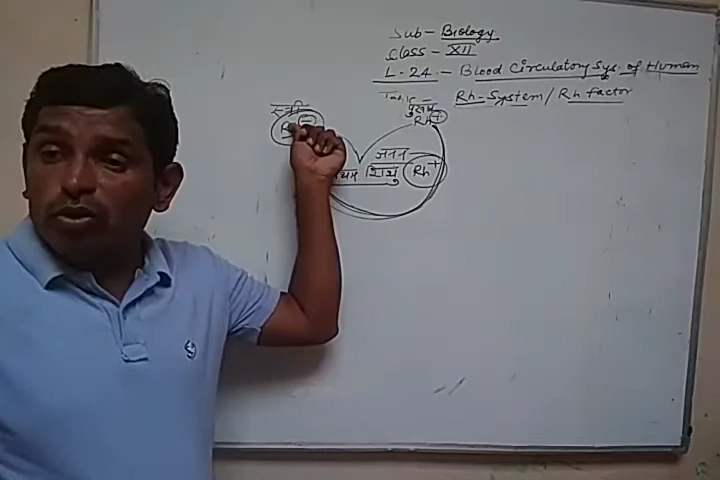 Sub- Biology
Class- XII
L-24.- Blood Circulatory Sys. of Human
Topic- Rh-System/Rh factor
स्त्री पुरुष
R - Rh +
जनन
शिशु Rh+